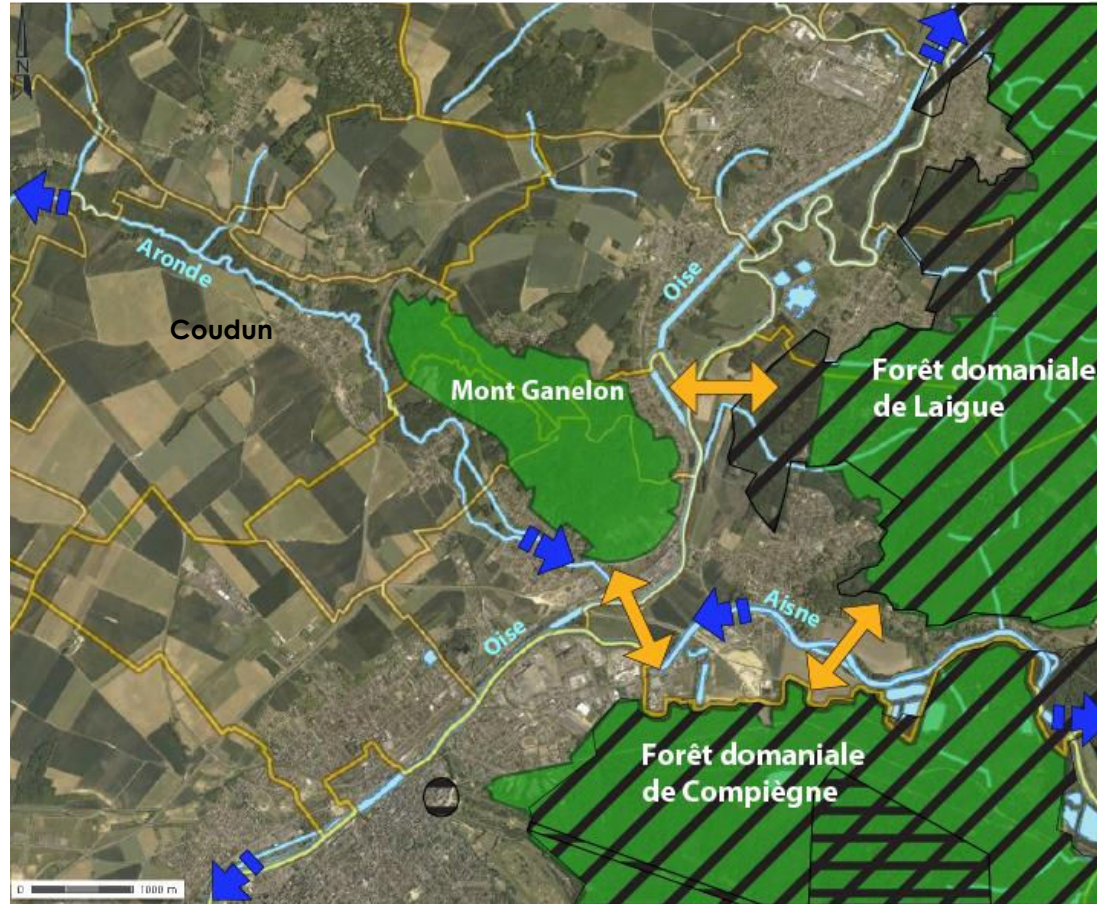 N
Aronde
Coudun
Oise
Mont Ganelon
Forêt domaniale
de Laigue
Oise
Aisne
Forêt domaniale
de Compiègne
0 1000 m